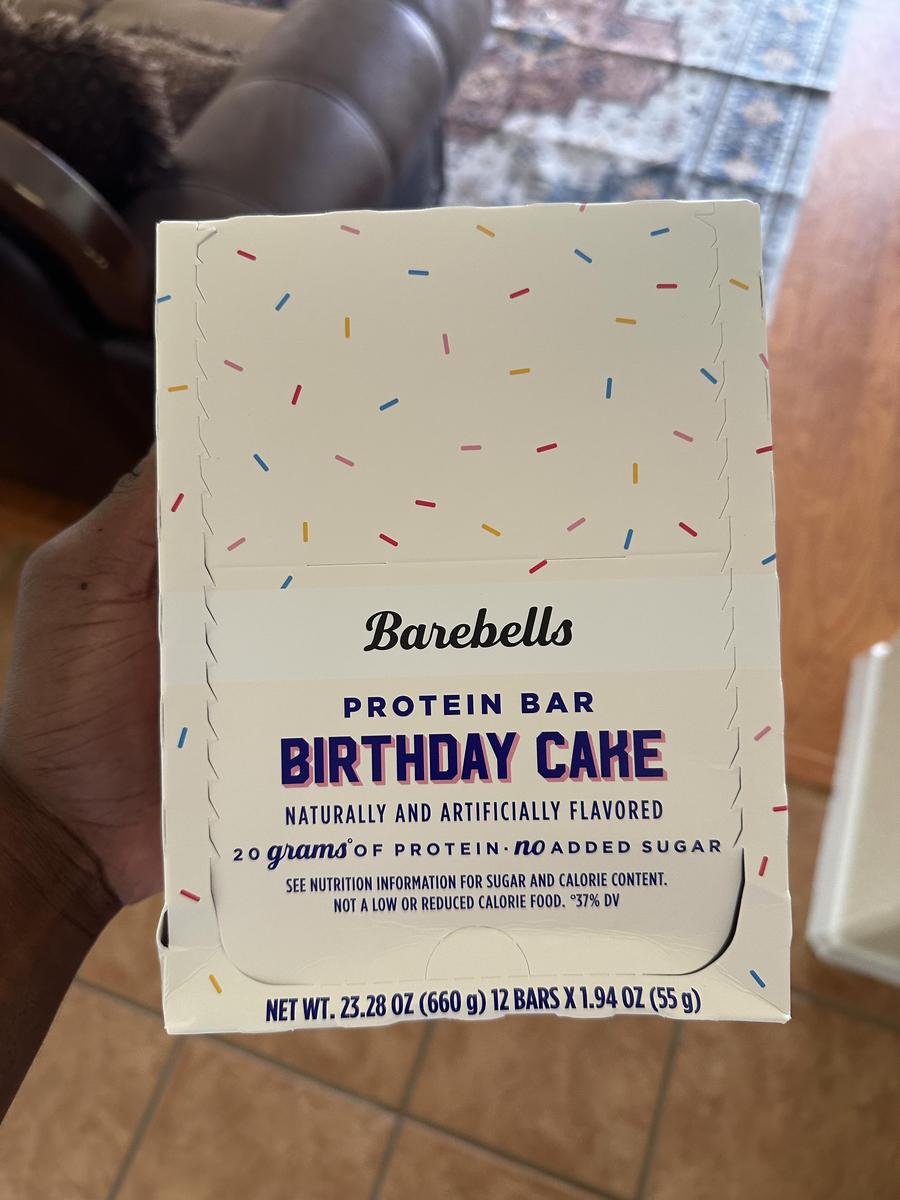 Barebells
PROTEIN BAR
BIRTHDAY CAKE
NATURALLY AND ARTIFICIALLY FLAVORED
20 grams° OF PROTEIN · no ADDED SUGAR
SEE NUTRITION INFORMATION FOR SUGAR AND CALORIE CONTENT.
NOT A LOW OR REDUCED CALORIE FOOD. °37% DV
NET WT. 23.28 OZ (660 g) 12 BARS X 1.94 OZ (55 g)